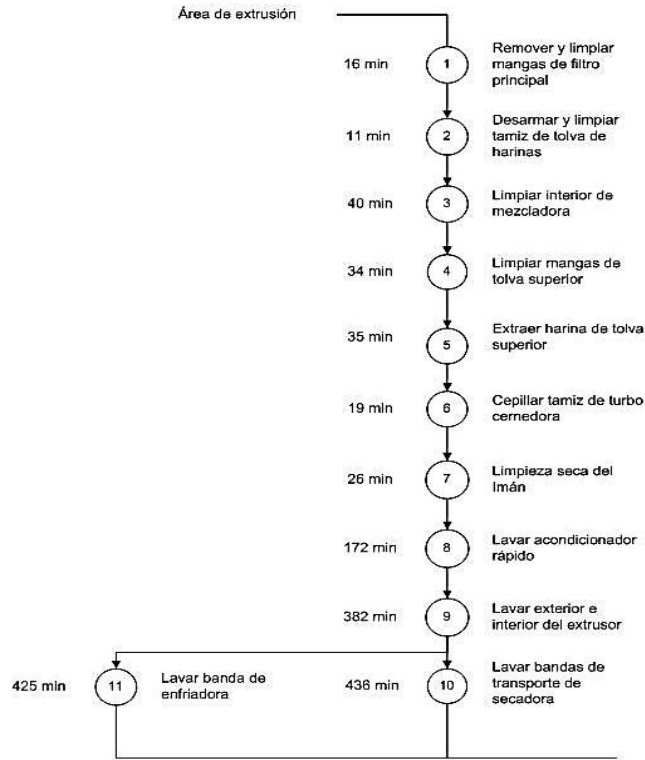 Área de extrusión
16 min
1
Remover y limpiar
mangas de filtro
principal
11 min
2
Desarmar y limpiar
tamiz de tolva de
harinas
40 min
3
Limpiar interior de
mezcladora
34 min
4
Limpiar mangas de
tolva superior
35 min
5
Extraer harina de tolva
superior
19 min
6
Cepillar tamiz de turbo
cernedora
26 min
7
Limpieza seca del
Imán
172 min
8
Lavar acondicionador
rápido
382 min
9
Lavar exterior e
interior del extrusor
425 min
11
Lavar banda de
enfriadora
436 min
10
Lavar bandas de
transporte de
secadora